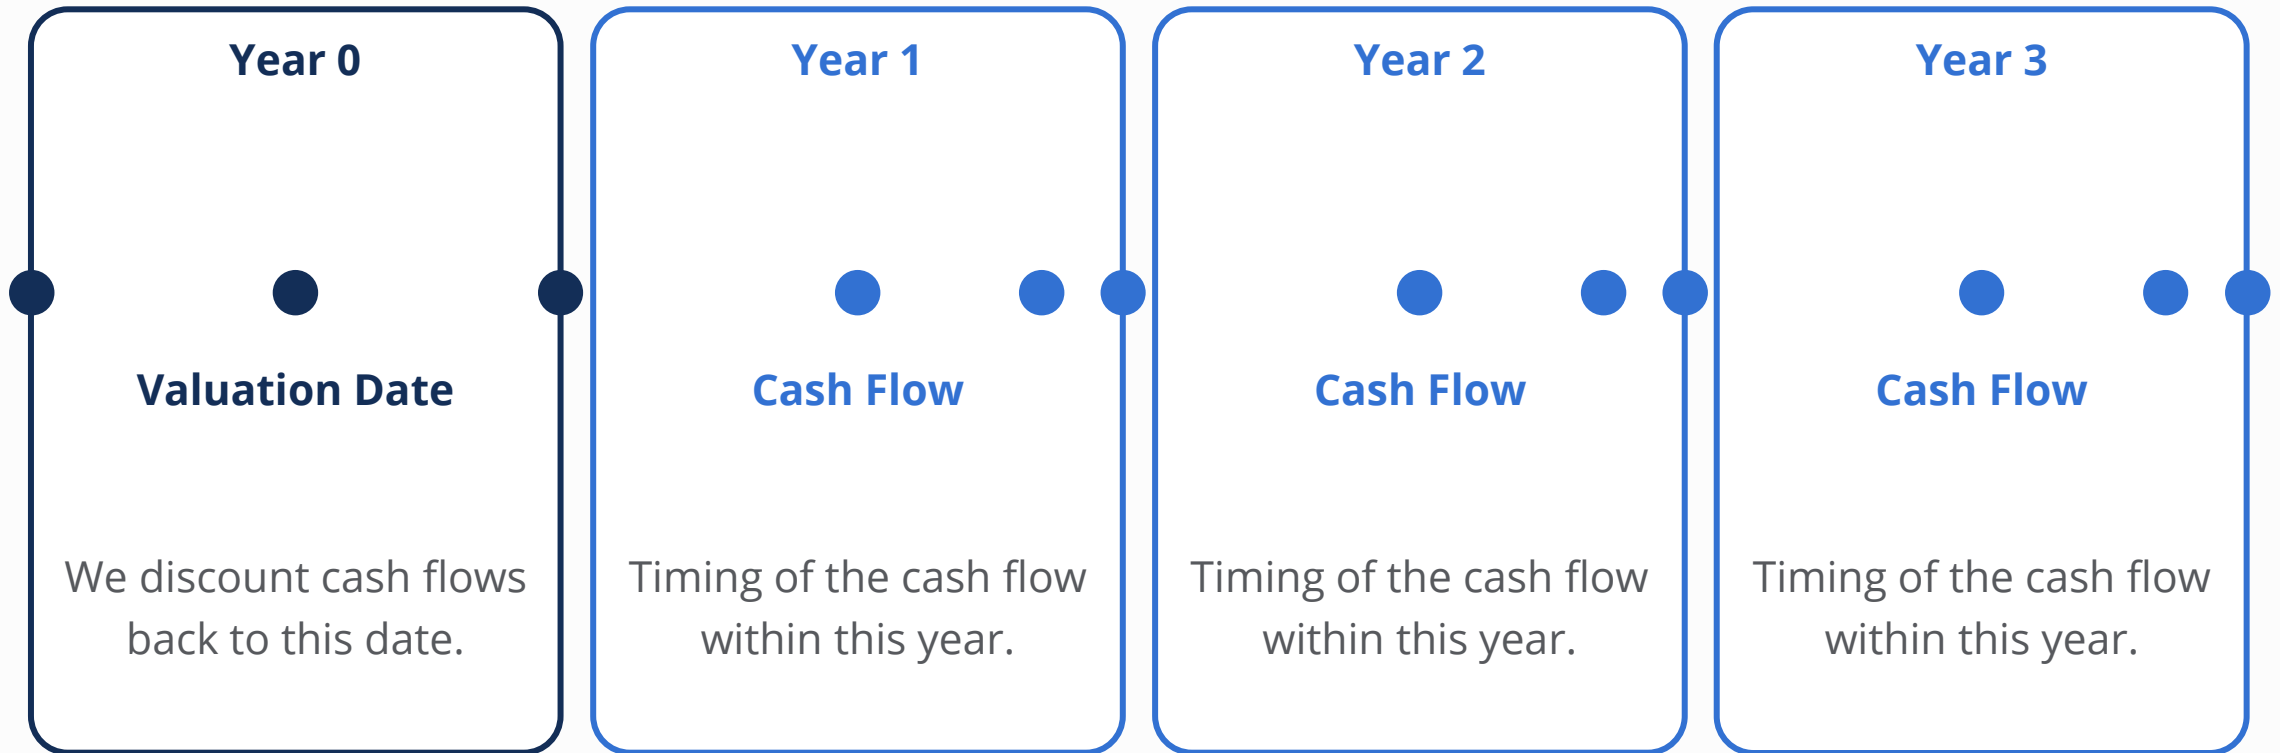 Year 0
Valuation Date
We discount cash flows
back to this date.
Year 1
Cash Flow
Timing of the cash flow
within this year.
Year 2
Cash Flow
Timing of the cash flow
within this year.
Year 3
Cash Flow
Timing of the cash flow
within this year.